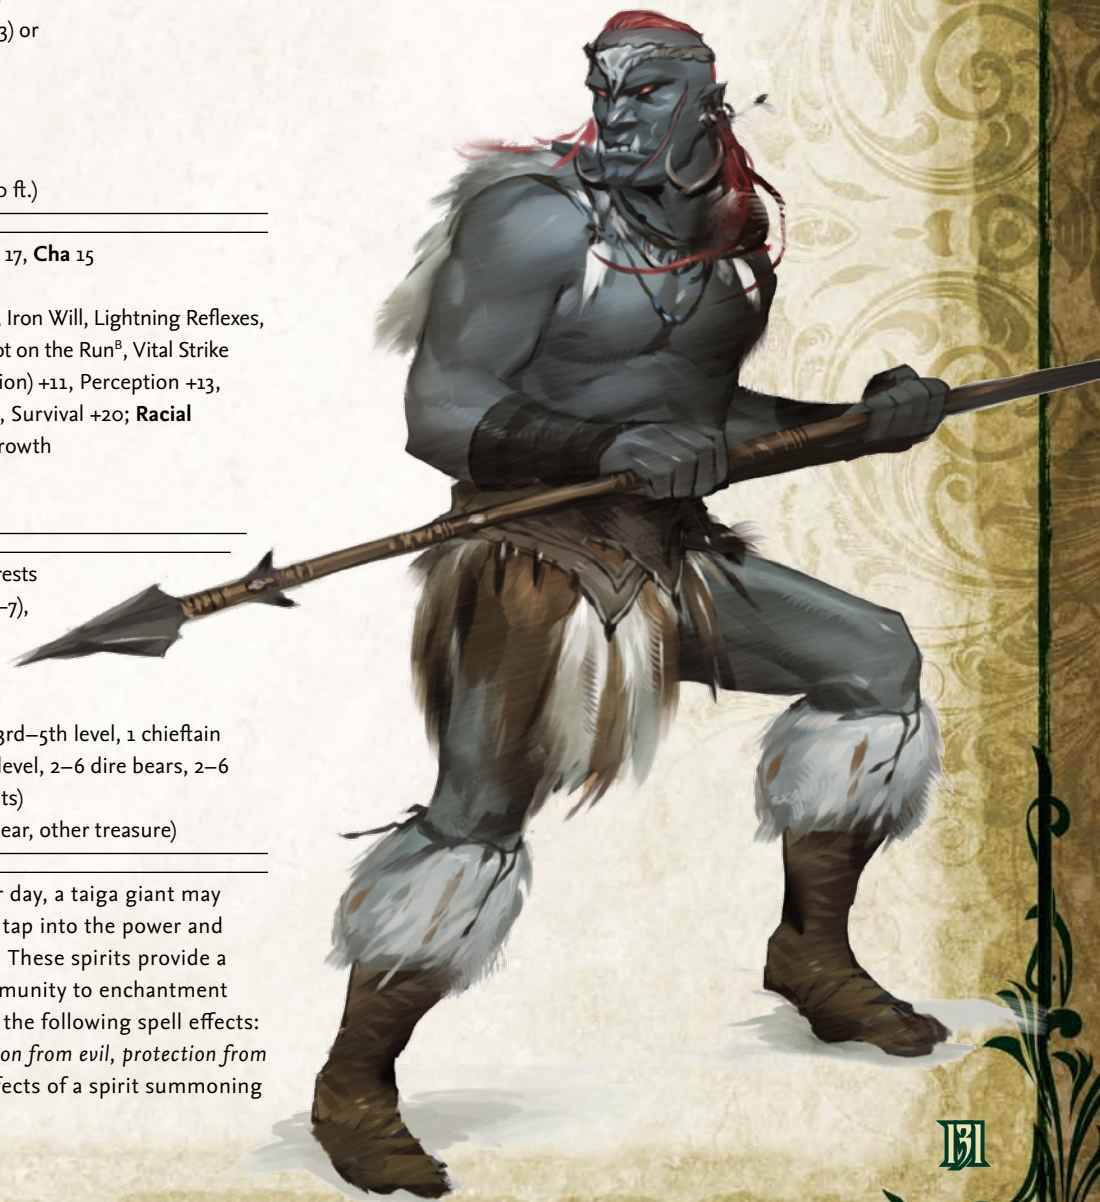 3) or
0 ft.)
17, Cha 15
, Iron Will, Lightning Reflexes,
ot on the Runᴮ, Vital Strike
ion) +11, Perception +13,
, Survival +20; Racial
rowth
rests
–7),
3rd–5th level, 1 chieftain
level, 2–6 dire bears, 2–6
ts)
ear, other treasure)
r day, a taiga giant may
tap into the power and
These spirits provide a
munity to enchantment
the following spell effects:
on from evil, protection from
fects of a spirit summoning